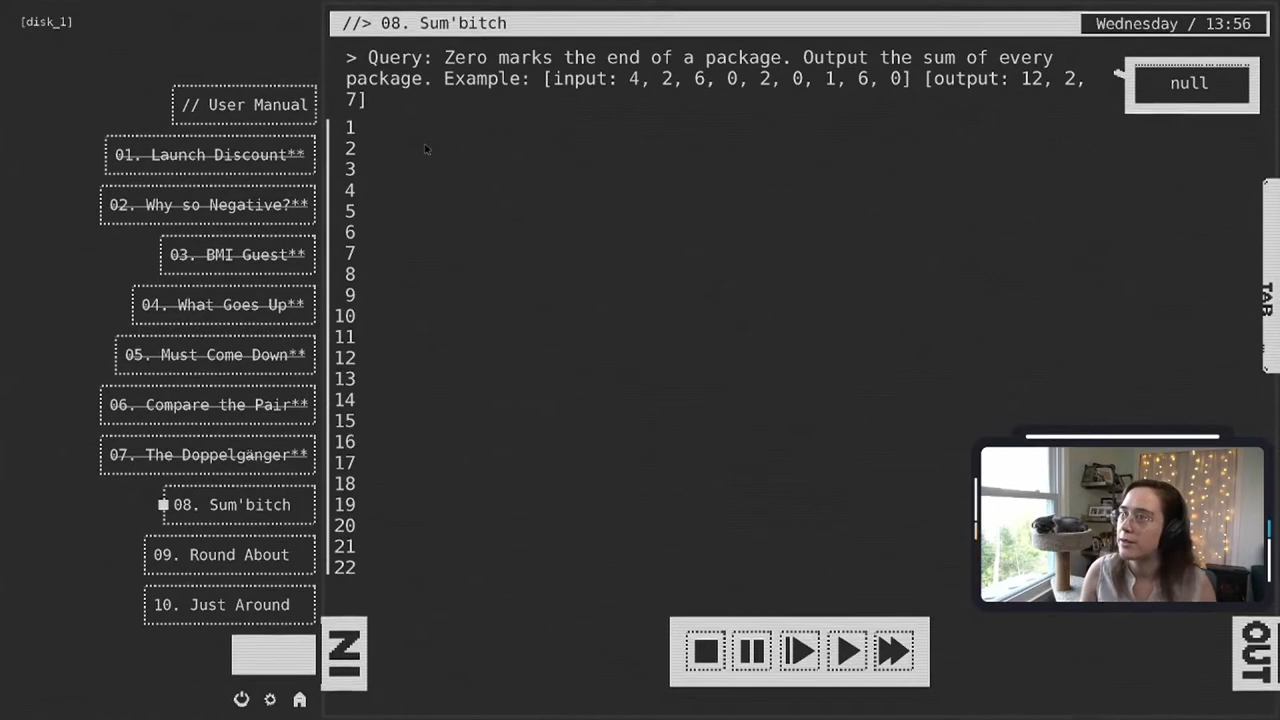 [disk_1]
//> 08. Sum'bitch
Wednesday / 13:56
> Query: Zero marks the end of a package. Output the sum of every
package. Example: [input: 4, 2, 6, 0, 2, 0, 1, 6, 0] [output: 12, 2,
7]
null
// User Manual
01. Launch Discount**
02. Why so Negative?**
03. BMI Guest**
04. What Goes Up**
05. Must Come Down**
06. Compare the Pair**
07. The Doppelgänger**
08. Sum'bitch
09. Round About
10. Just Around
1
2
3
4
5
6
7
8
9
10
11
12
13
14
15
16
17
18
19
20
21
22
TAB
IN
OUT